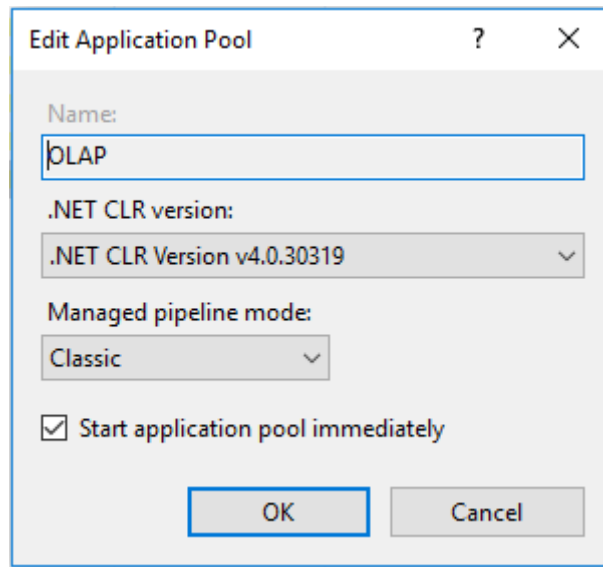 Edit Application Pool ?
Name:
OLAP
.NET CLR version:
.NET CLR Version v4.0.30319
Managed pipeline mode:
Classic
Start application pool immediately
OK Cancel